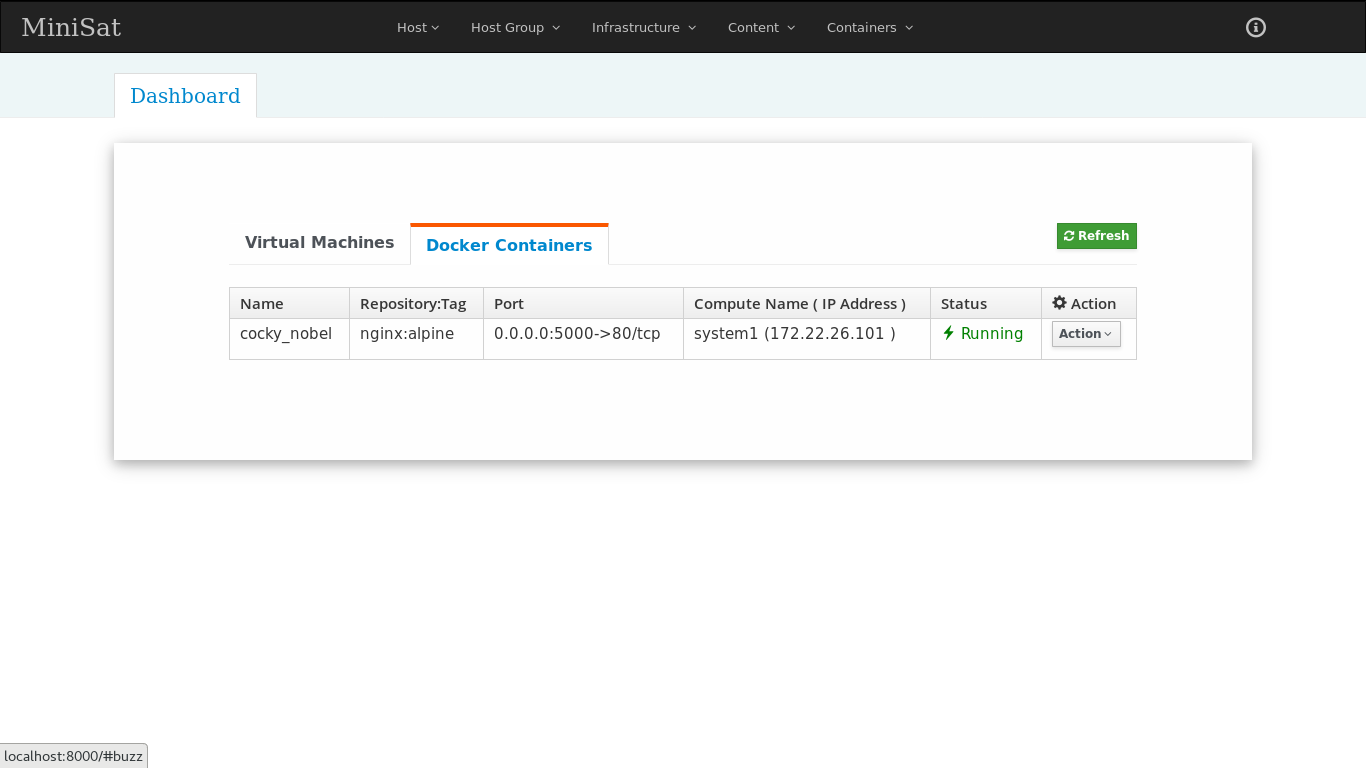 MiniSat Host Host Group Infrastructure Content Containers
Dashboard
Virtual Machines Docker Containers Refresh
Name Repository:Tag Port Compute Name ( IP Address ) Status Action
cocky_nobel nginx:alpine 0.0.0.0:5000->80/tcp system1 (172.22.26.101 ) Running Action
localhost:8000/#buzz